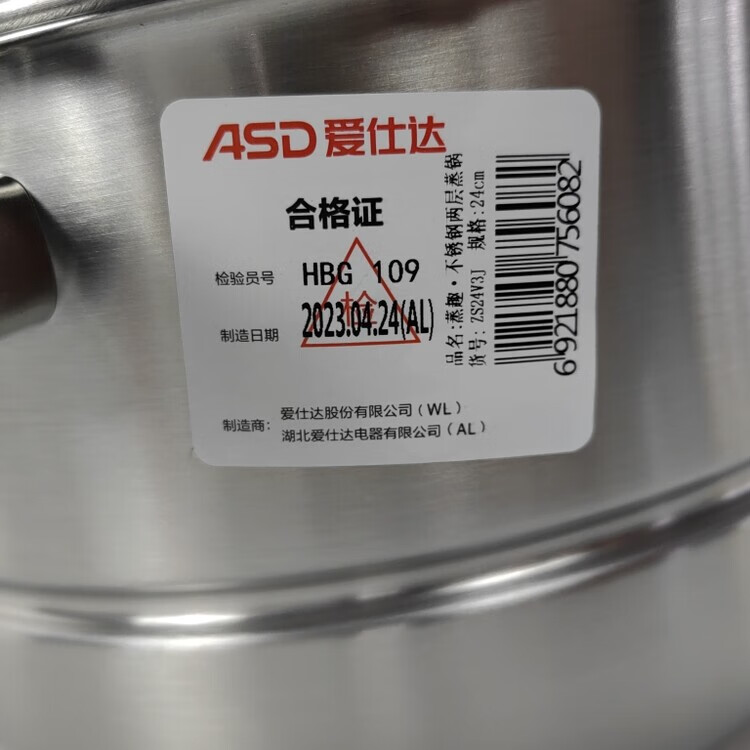 ASD 爱仕达
合格证
检验员号 HBG 109
检
制造日期 2023.04.24(AL)
制造商： 爱仕达股份有限公司（WL）
湖北爱仕达电器有限公司（AL）
品名:蒸趣·不锈钢两层蒸锅
货号: ZS24V3J 规格:24cm
6 921880 756082